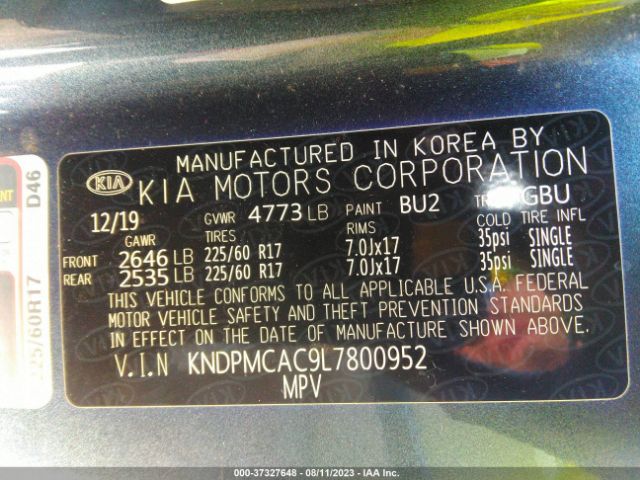 MANUFACTURED IN KOREA BY
KIA KIA MOTORS CORPORATION
12/19 GVWR 4773 LB PAINT BU2 GBU
GAWR TIRES RIMS COLD TIRE INFL
FRONT 2646 LB 225/60 R17 7.0Jx17 35psi SINGLE
REAR 2535 LB 225/60 R17 7.0Jx17 35psi SINGLE
THIS VEHICLE CONFORMS TO ALL APPLICABLE U.S.A. FEDERAL
MOTOR VEHICLE SAFETY AND THEFT PREVENTION STANDARDS
IN EFFECT ON THE DATE OF MANUFACTURE SHOWN ABOVE.
V.I.N KNDPMCAC9L7800952
MPV
D46
225/60R17
000-37327648 - 08/11/2023 - IAA Inc.